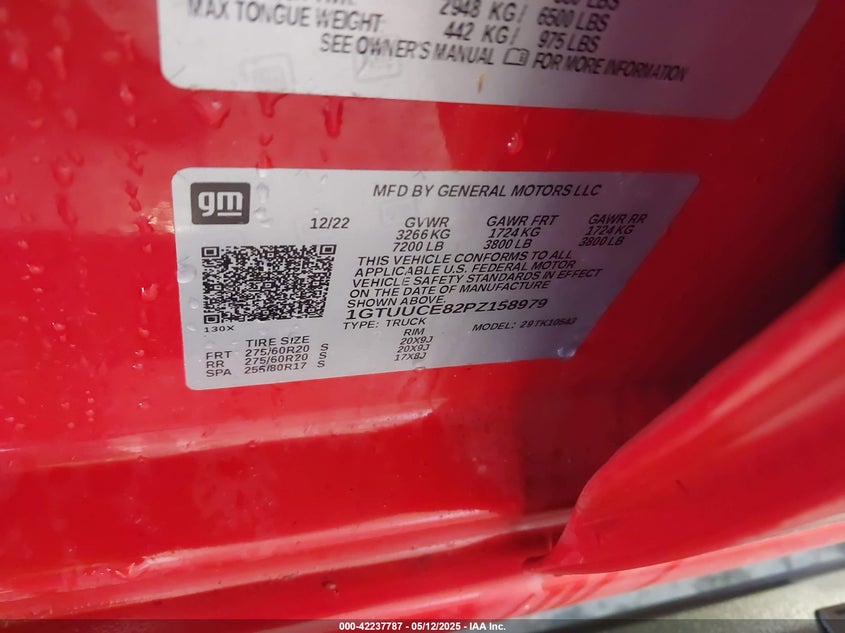 2948 KG / 6500 LBS
MAX TONGUE WEIGHT: 442 KG / 975 LBS
SEE OWNER'S MANUAL FOR MORE INFORMATION
gm
MFD BY GENERAL MOTORS LLC
12/22 GVWR GAWR FRT GAWR RR
3266 KG 1724 KG 1724 KG
7200 LB 3800 LB 3800 LB
THIS VEHICLE CONFORMS TO ALL
APPLICABLE U.S. FEDERAL MOTOR
VEHICLE SAFETY STANDARDS IN EFFECT
ON THE DATE OF MANUFACTURE
SHOWN ABOVE.
1GTUUCE82PZ158979
130X
TYPE: TRUCK MODEL: 29TK10543
TIRE SIZE RIM
FRT 275/60R20 S 20X9J
RR 275/60R20 S 20X9J
SPA 255/80R17 S 17X8J
000-42237787 - 05/12/2025 - IAA Inc.